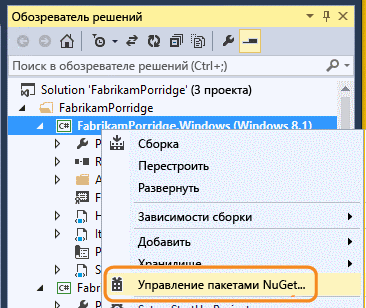 Обозреватель решений
Поиск в обозревателе решений (Ctrl+;)
Solution 'FabrikamPorridge' (3 проекта)
FabrikamPorridge
C# FabrikamPorridge.Windows (Windows 8.1)
Сборка
Перестроить
Развернуть
Зависимости сборки
Добавить
Хранилище
Управление пакетами NuGet...
C#